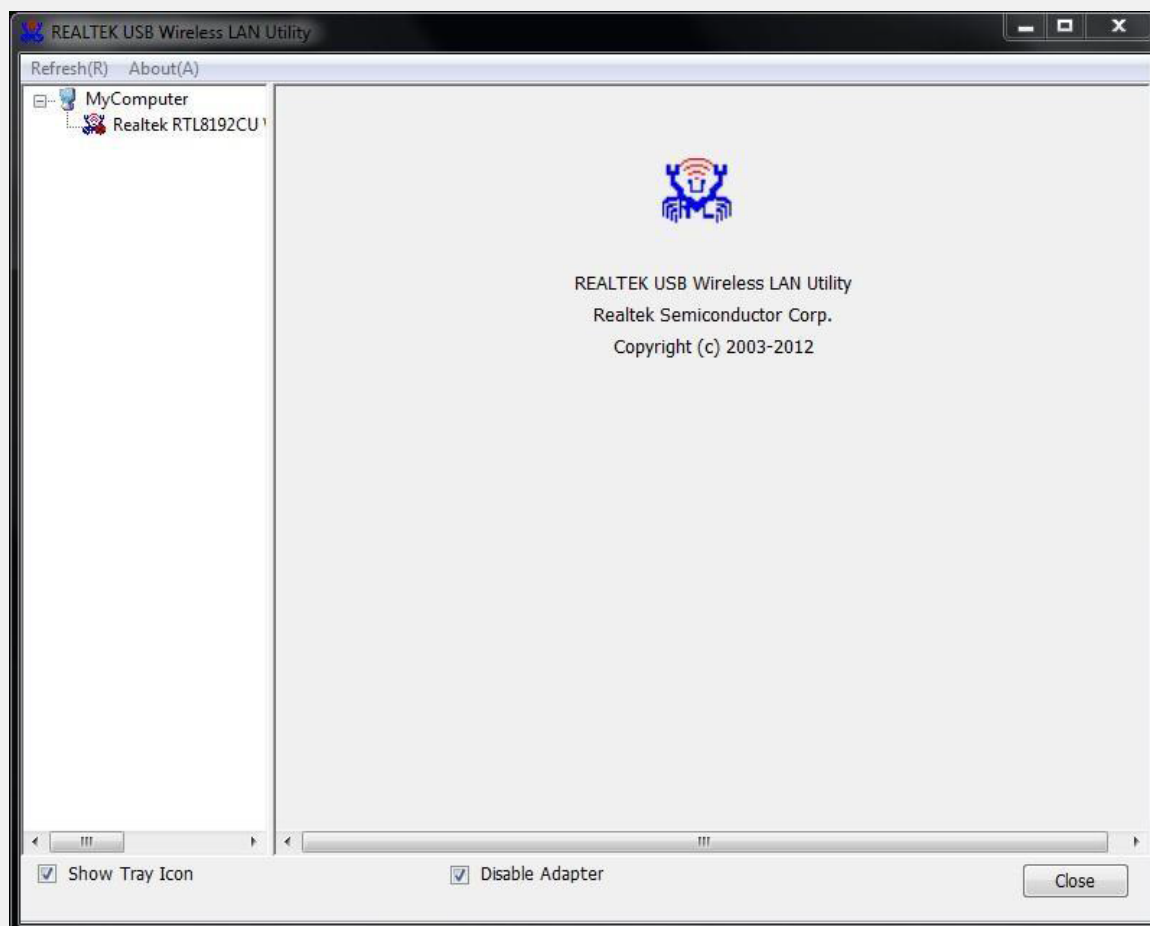 REALTEK USB Wireless LAN Utility
Refresh(R) About(A)
MyComputer
Realtek RTL8192CU
REALTEK USB Wireless LAN Utility
Realtek Semiconductor Corp.
Copyright (c) 2003-2012
Show Tray Icon
Disable Adapter
Close